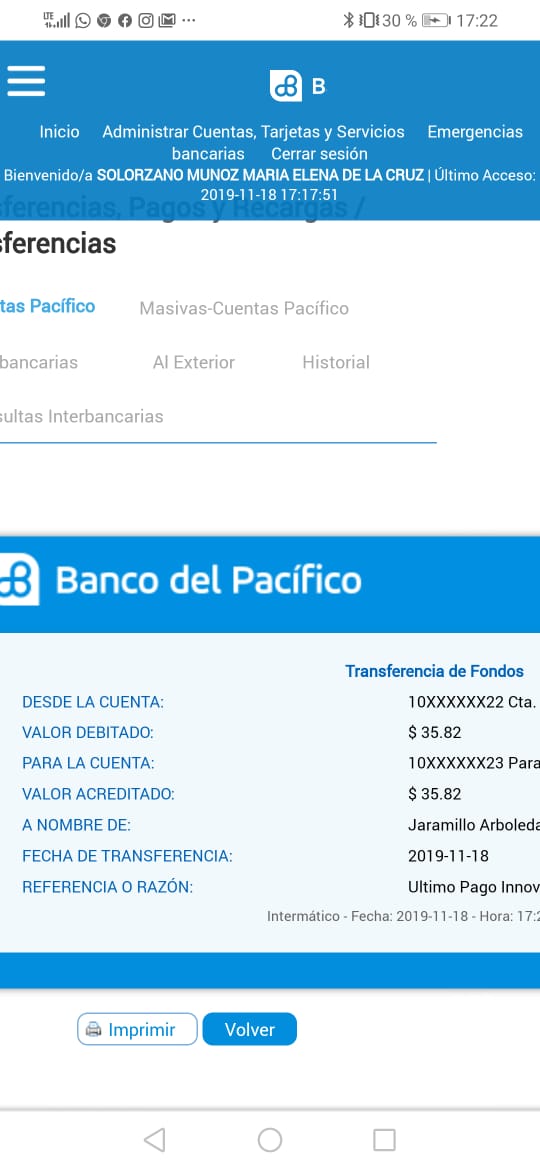 LTE 30 % 17:22
B
Inicio Administrar Cuentas, Tarjetas y Servicios Emergencias
bancarias Cerrar sesión
Bienvenido/a SOLORZANO MUNOZ MARIA ELENA DE LA CRUZ | Último Acceso:
2019-11-18 17:17:51
sferencias, Pagos y Recargas /
sferencias
tas Pacífico Masivas-Cuentas Pacífico
bancarias Al Exterior Historial
sultas Interbancarias
Banco del Pacífico
Transferencia de Fondos
DESDE LA CUENTA: 10XXXXXX22 Cta.
VALOR DEBITADO: $ 35.82
PARA LA CUENTA: 10XXXXXX23 Para
VALOR ACREDITADO: $ 35.82
A NOMBRE DE: Jaramillo Arboleda
FECHA DE TRANSFERENCIA: 2019-11-18
REFERENCIA O RAZÓN: Ultimo Pago Innov
Intermático - Fecha: 2019-11-18 - Hora: 17:2
Imprimir Volver